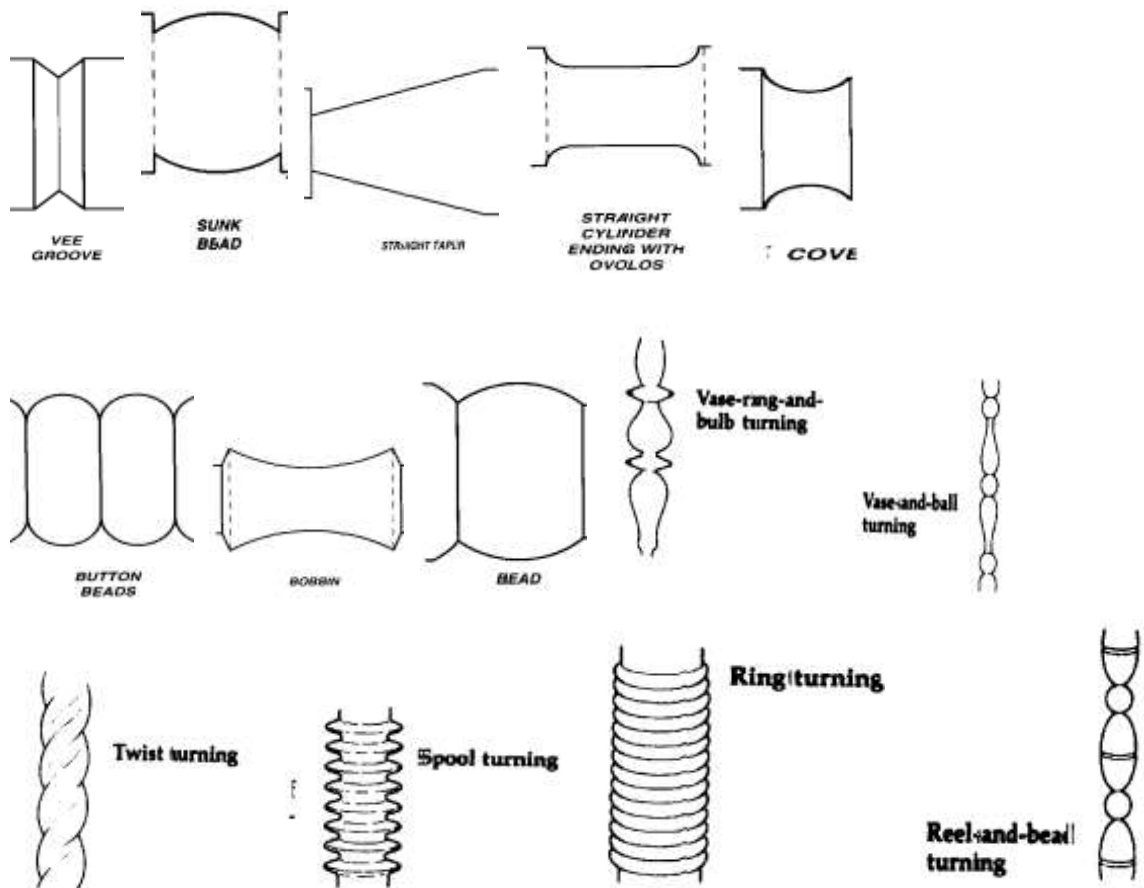 VEE
GROOVE
SUNK
BEAD
STRAIGHT TAPER
STRAIGHT
CYLINDER
ENDING WITH
OVOLOS
COVE
BUTTON
BEADS
BOBBIN
BEAD
Vase-ring-and-
bulb turning
Vase-and-ball
turning
Twist turning
Spool turning
Ring turning
Reel-and-bead
turning